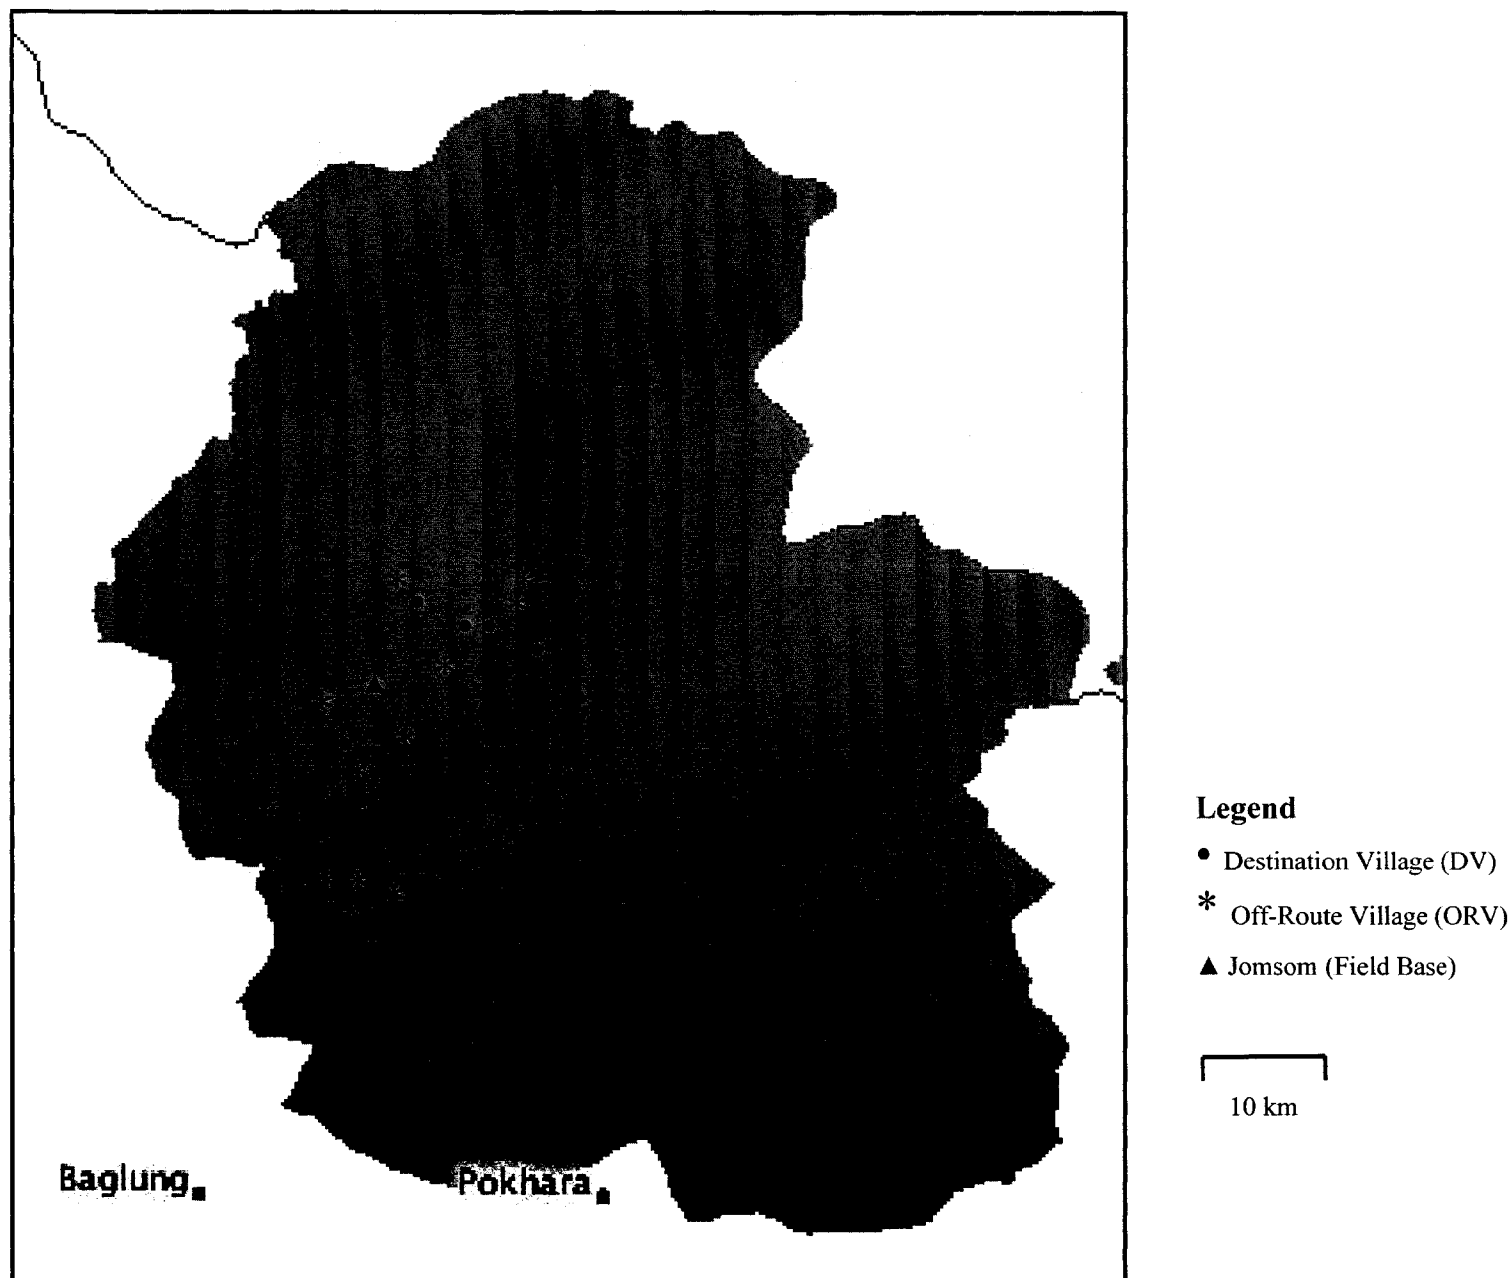 Legend
● Destination Village (DV)
* Off-Route Village (ORV)
▲ Jomsom (Field Base)
10 km
Baglung
Pokhara